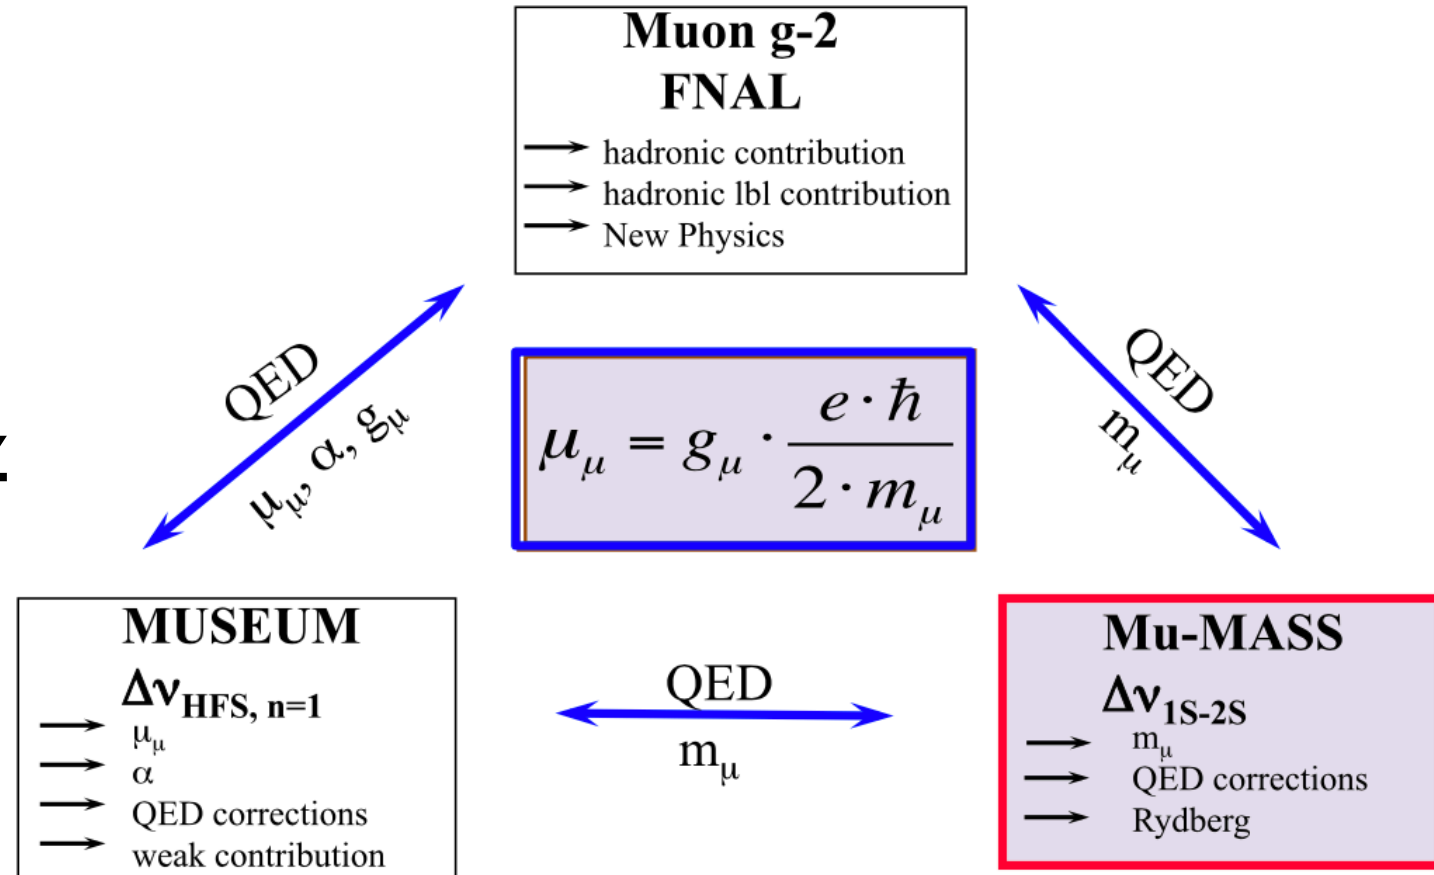 Muon g-2
FNAL
hadronic contribution
hadronic lbl contribution
New Physics
QED
μμ, α, gμ
QED
mμ
μμ = gμ · e · ħ / 2 · mμ
MUSEUM
ΔνHFS, n=1
μμ
α
QED corrections
weak contribution
QED
mμ
Mu-MASS
Δν1S-2S
mμ
QED corrections
Rydberg